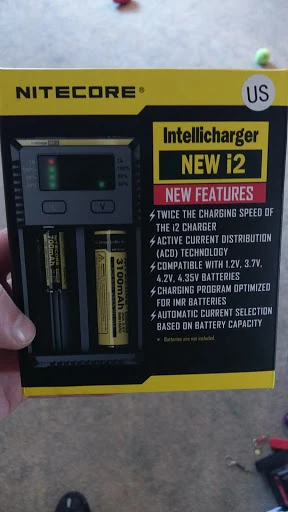 NITECORE®
US
Intellicharger
NEW i2
NEW FEATURES
TWICE THE CHARGING SPEED OF
THE i2 CHARGER
ACTIVE CURRENT DISTRIBUTION
(ACD) TECHNOLOGY
COMPATIBLE WITH 1.2V, 3.7V,
4.2V, 4.35V BATTERIES
CHARGING PROGRAM OPTIMIZED
FOR IMR BATTERIES
AUTOMATIC CURRENT SELECTION
BASED ON BATTERY CAPACITY
Batteries are not included.
V
NITECORE
3100mAh